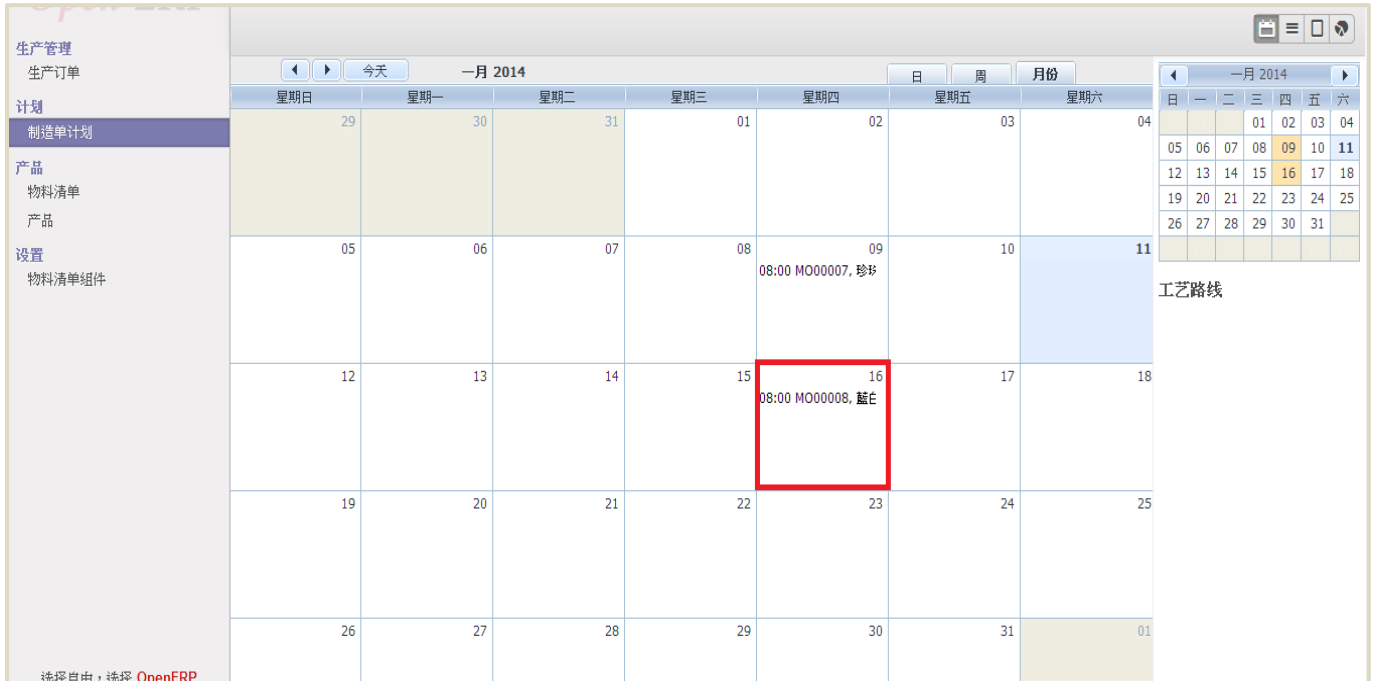 Open ERP
生产管理
生产订单
计划
制造单计划
产品
物料清单
产品
设置
物料清单组件
选择自由，选择 OpenERP
今天
一月 2014
日 周 月份
星期日 星期一 星期二 星期三 星期四 星期五 星期六
29 30 31 01 02 03 04
05 06 07 08 09 10 11
08:00 MO00007, 珍
12 13 14 15 16 17 18
08:00 MO00008, 藍白
19 20 21 22 23 24 25
26 27 28 29 30 31 01
一月 2014
日 一 二 三 四 五 六
01 02 03 04
05 06 07 08 09 10 11
12 13 14 15 16 17 18
19 20 21 22 23 24 25
26 27 28 29 30 31
工艺路线